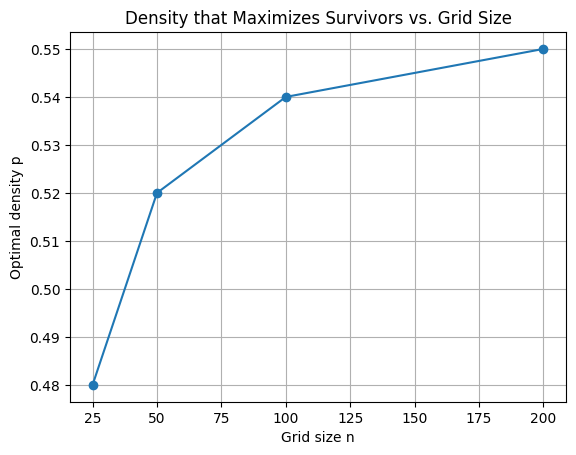 Density that Maximizes Survivors vs. Grid Size
Optimal density p
0.55
0.54
0.53
0.52
0.51
0.50
0.49
0.48
25 50 75 100 125 150 175 200
Grid size n